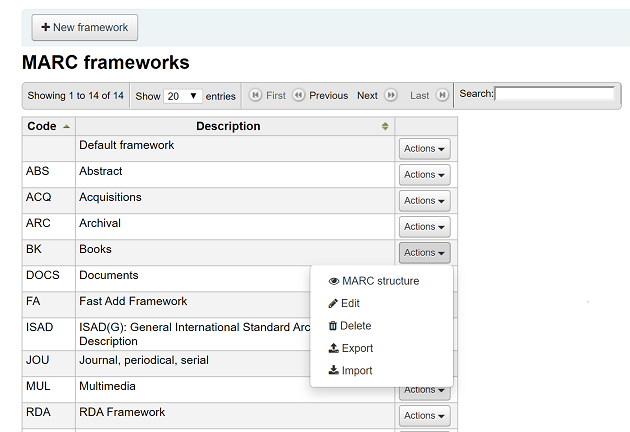 New framework
MARC frameworks
Showing 1 to 14 of 14 Show 20 entries First Previous Next Last Search:
Code Description
Default framework Actions
ABS Abstract Actions
ACQ Acquisitions Actions
ARC Archival Actions
BK Books Actions
DOCS Documents
MARC structure
FA Fast Add Framework
Edit
ISAD ISAD(G): General International Standard Arc
Description
Delete
Export
JOU Journal, periodical, serial
Import
MUL Multimedia Actions
RDA RDA Framework Actions